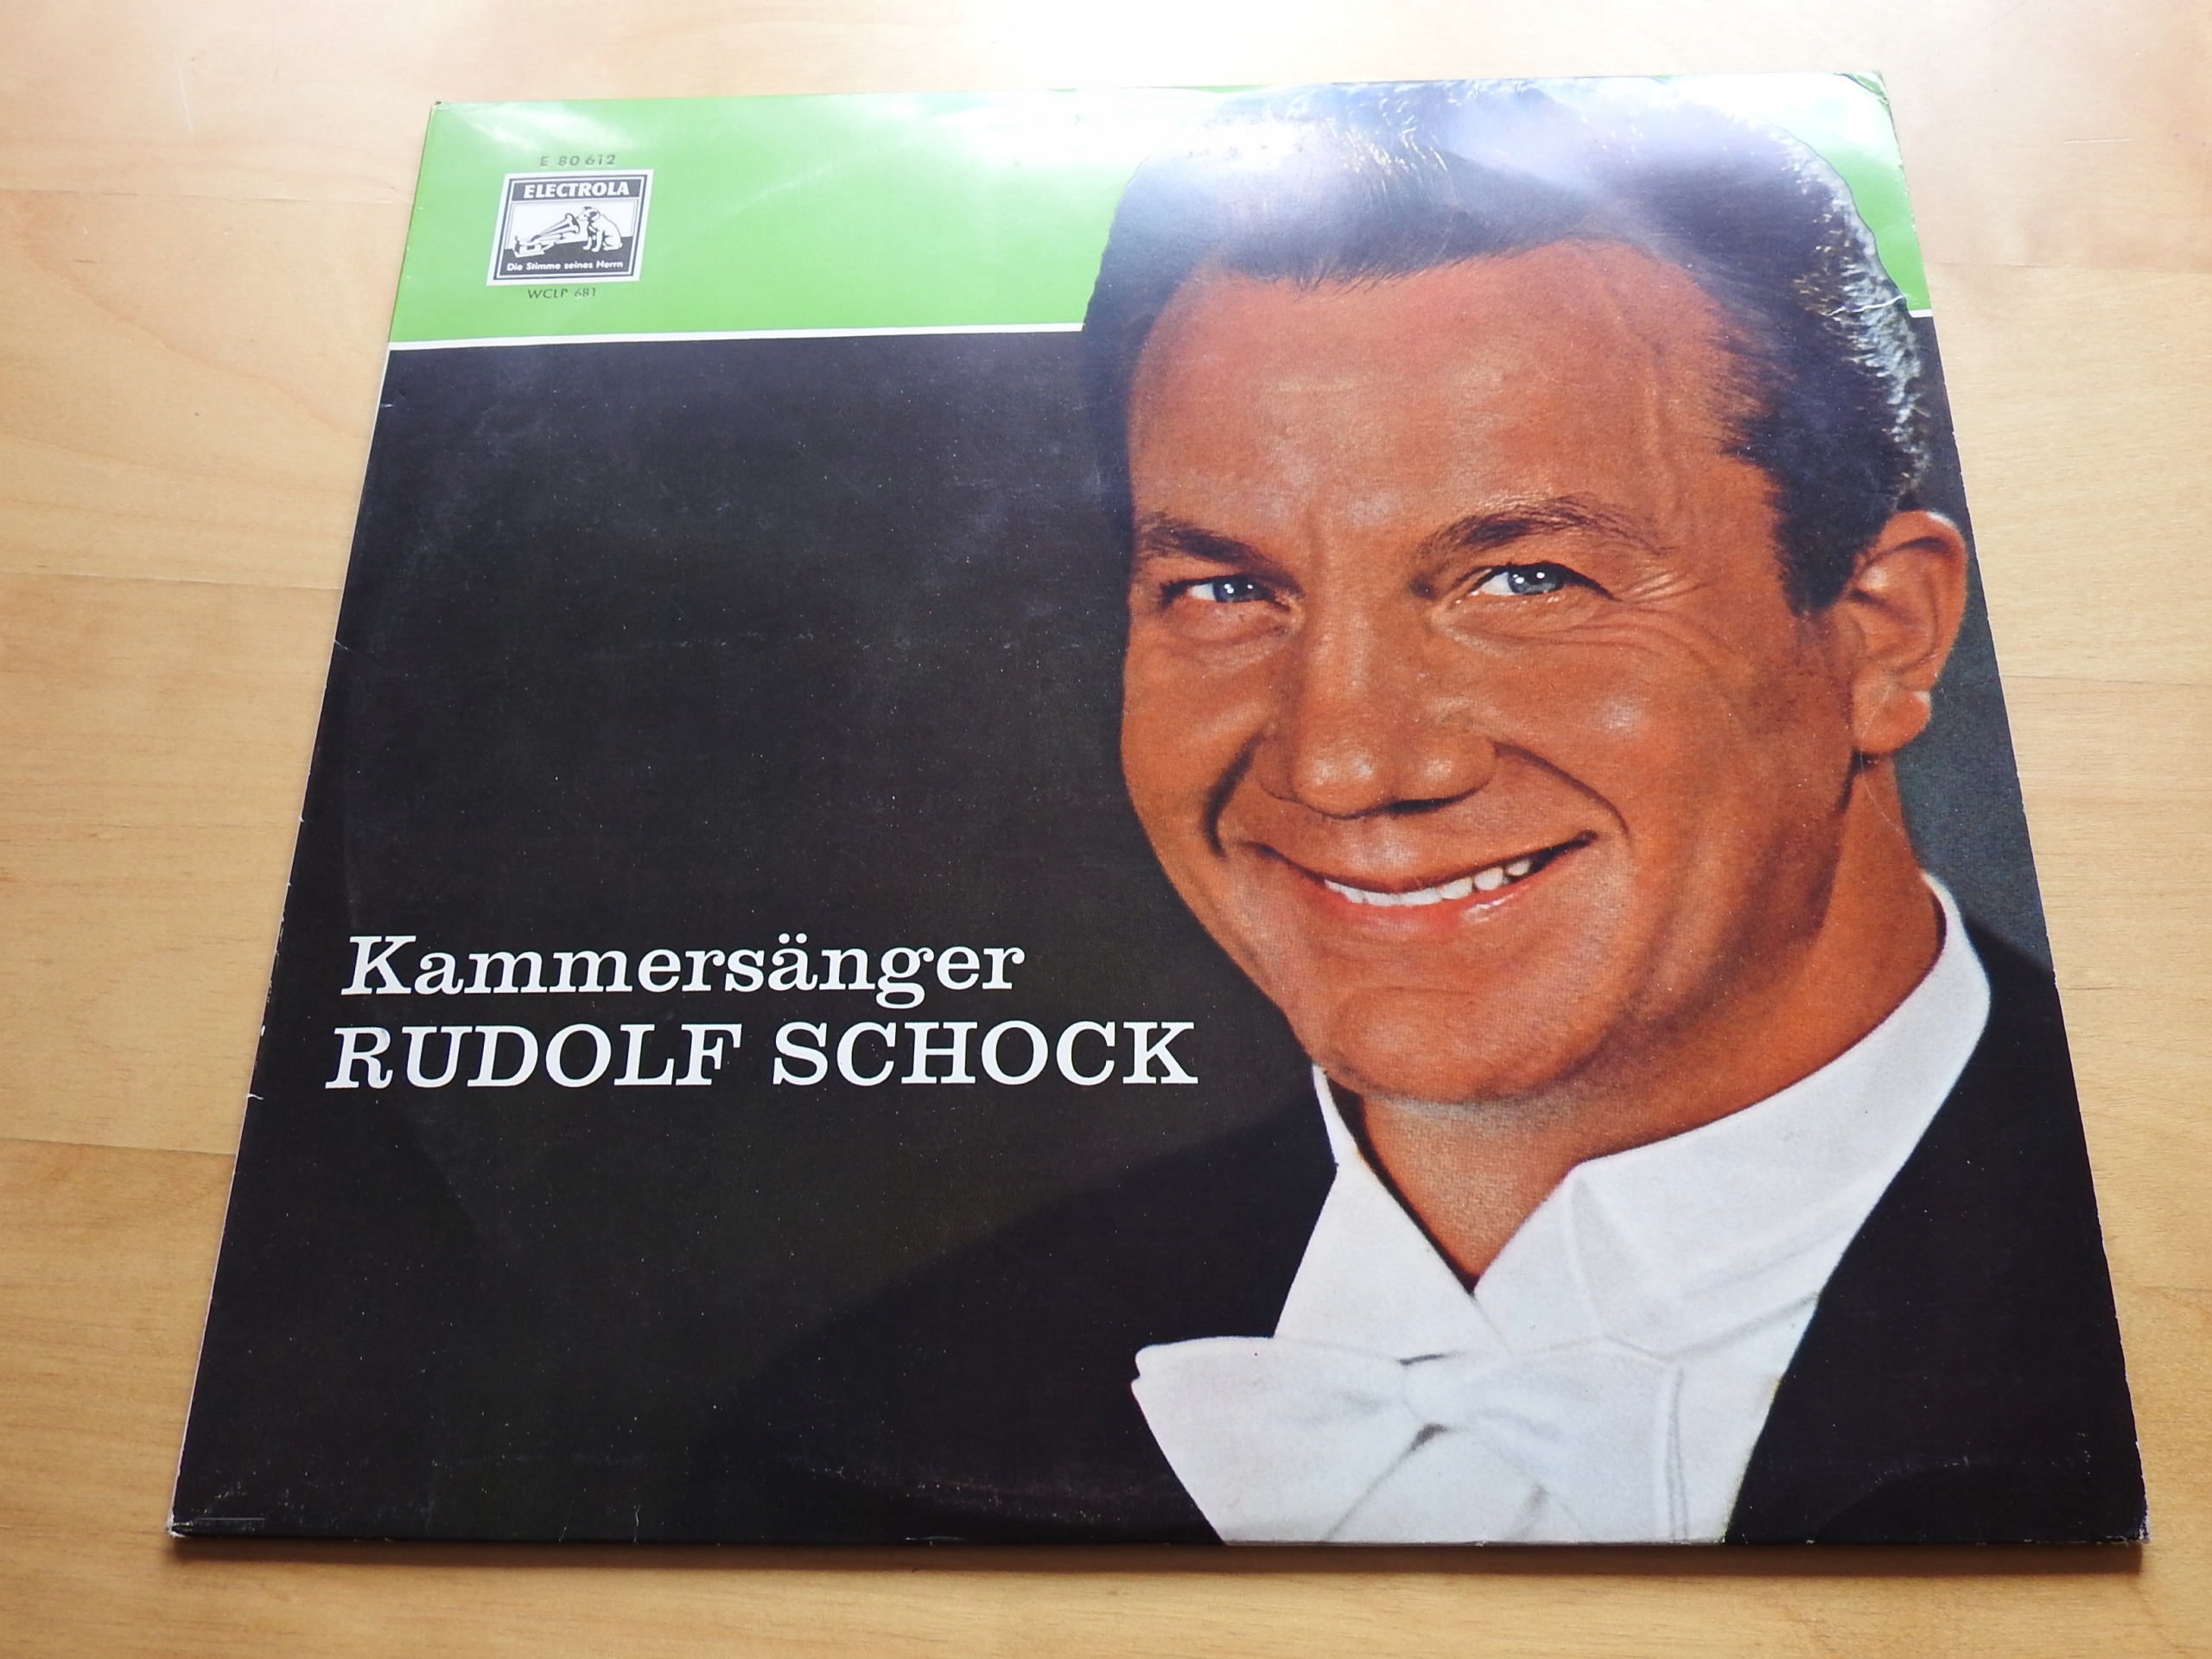 E 80 612
ELECTROLA
Die Stimme seines Herrn
WCLP 681
Kammersänger
RUDOLF SCHOCK